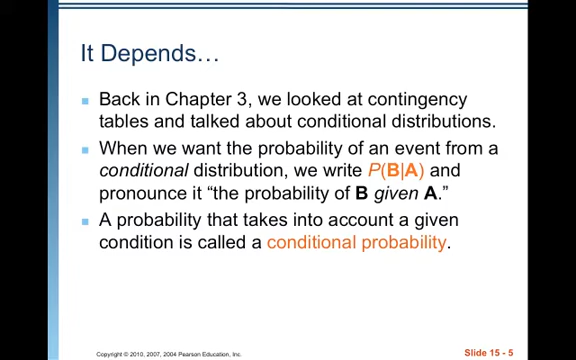 It Depends…
Back in Chapter 3, we looked at contingency
tables and talked about conditional distributions.
When we want the probability of an event from a
conditional distribution, we write P(B|A) and
pronounce it “the probability of B given A.”
A probability that takes into account a given
condition is called a conditional probability.
Copyright © 2010, 2007, 2004 Pearson Education, Inc.
Slide 15 - 5